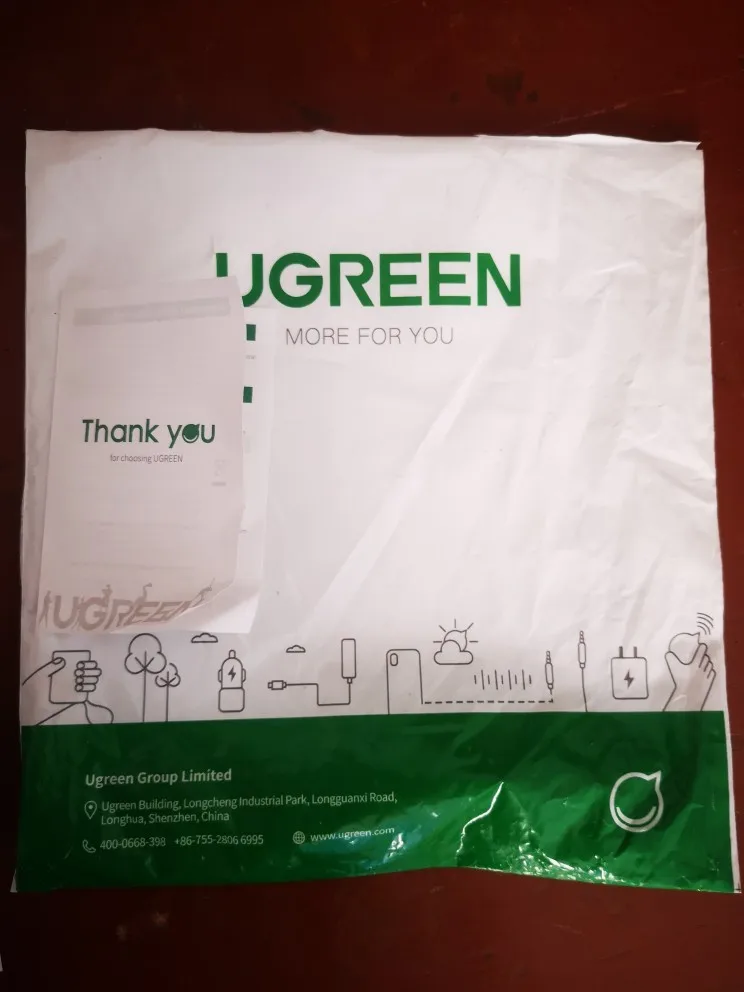 UGREEN
MORE FOR YOU
Thank you
for choosing UGREEN
UGREEN
Ugreen Group Limited
Ugreen Building, Longcheng Industrial Park, Longguanxi Road,
Longhua, Shenzhen, China
400-0668-398 +86-755-2806 6995
www.ugreen.com